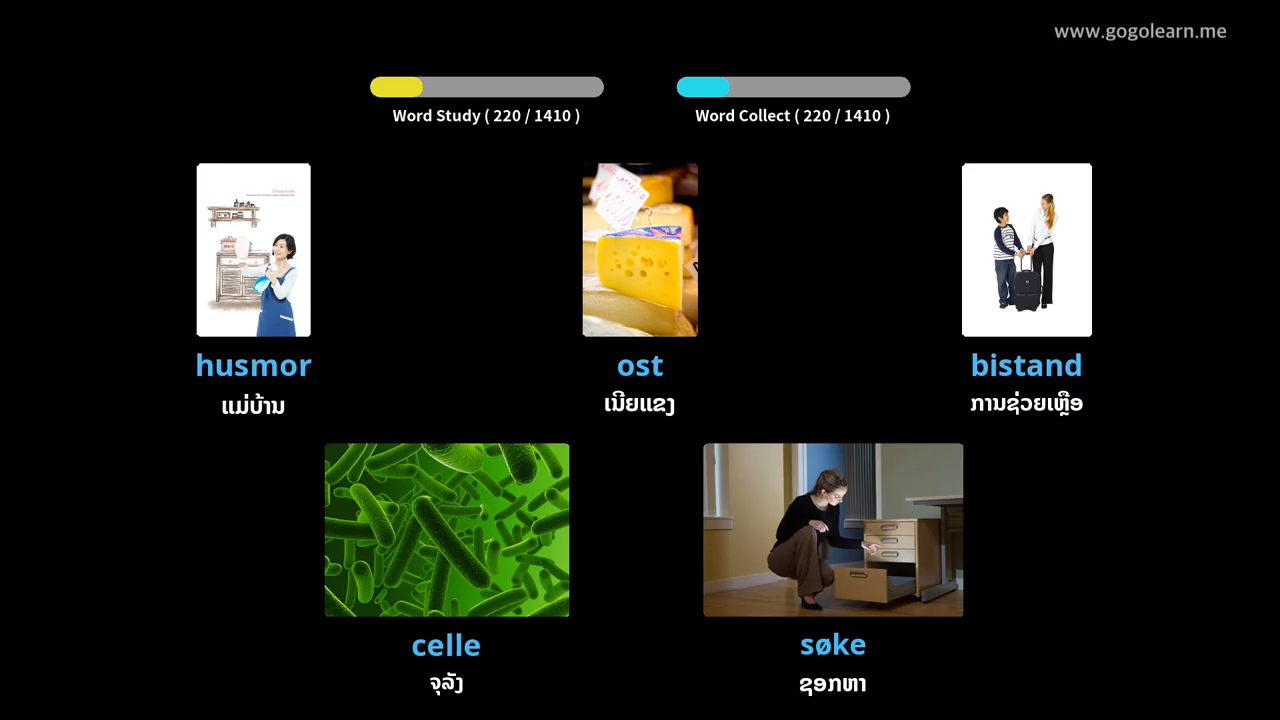 www.gogolearn.me
Word Study ( 220 / 1410 )
Word Collect ( 220 / 1410 )
husmor
ແມ່ບ້ານ
ost
ເນີຍແຂງ
bistand
ການຊ່ວຍເຫຼືອ
celle
ຈຸລັງ
søke
ຊອກຫາ